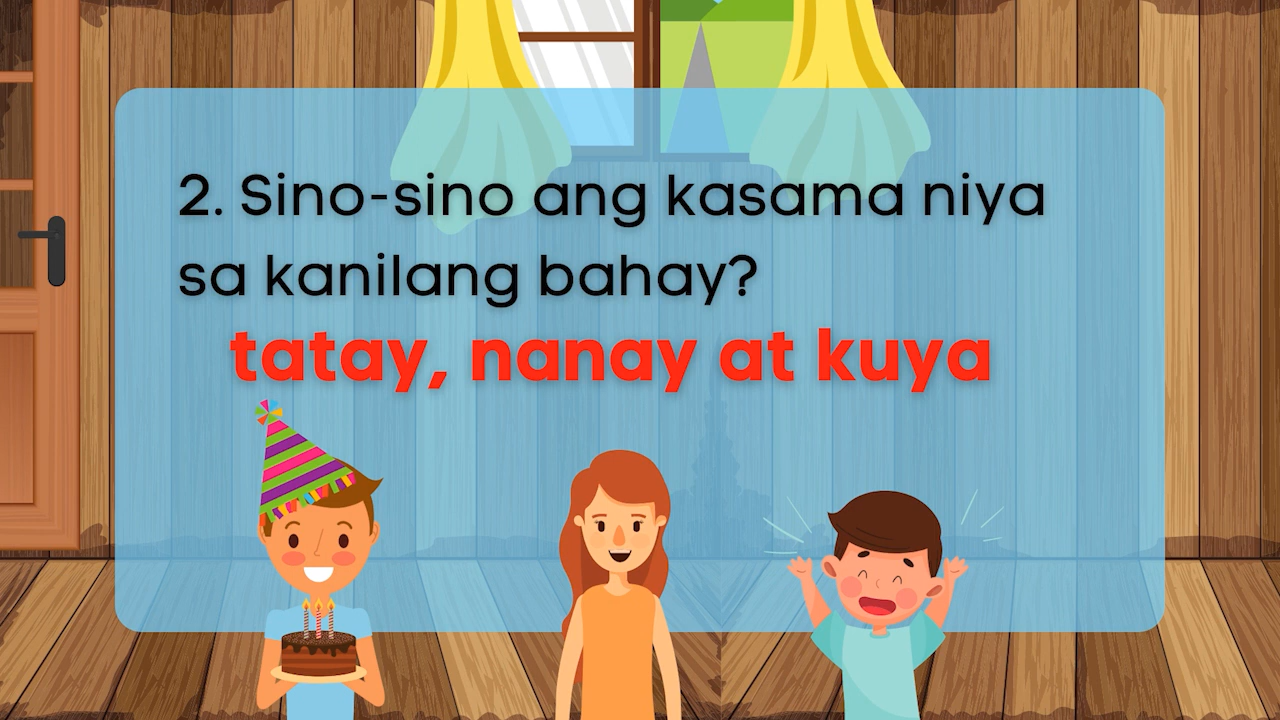 2. Sino-sino ang kasama niya
sa kanilang bahay?
tatay, nanay at kuya